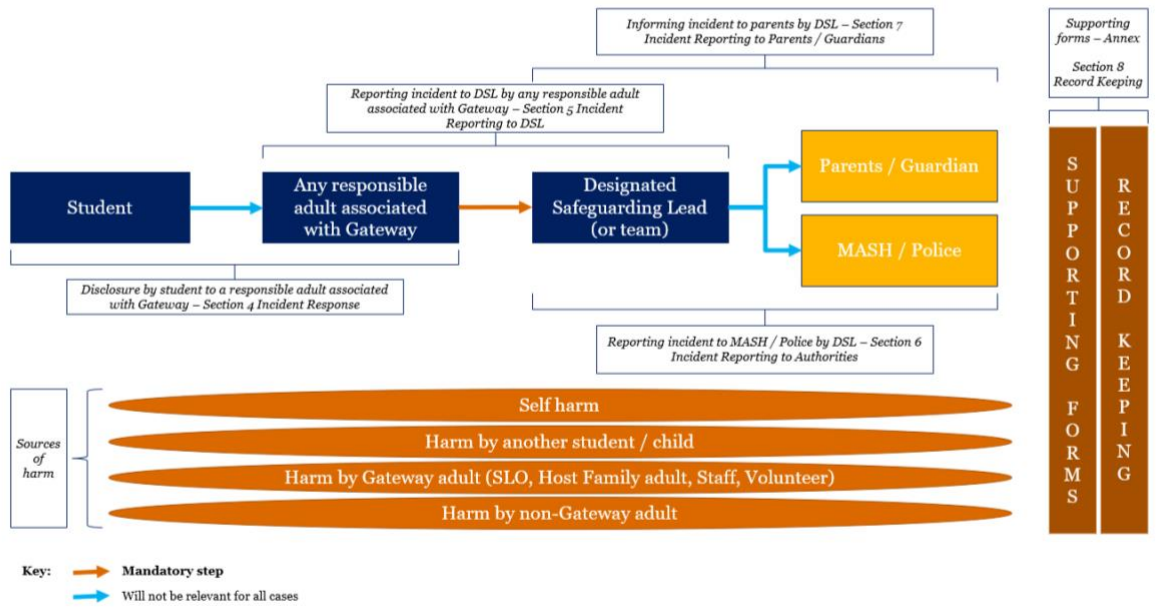 Informing incident to parents by DSL – Section 7
Incident Reporting to Parents / Guardians
Supporting
forms – Annex
Section 8
Record Keeping
Reporting incident to DSL by any responsible adult
associated with Gateway – Section 5 Incident
Reporting to DSL
Student
Any responsible
adult associated
with Gateway
Designated
Safeguarding Lead
(or team)
Parents / Guardian
MASH / Police
Disclosure by student to a responsible adult associated
with Gateway – Section 4 Incident Response
Reporting incident to MASH / Police by DSL – Section 6
Incident Reporting to Authorities
SUPPORTING FORMS
RECORD KEEPING
Sources
of
harm
Self harm
Harm by another student / child
Harm by Gateway adult (SLO, Host Family adult, Staff, Volunteer)
Harm by non-Gateway adult
Key:
Mandatory step
Will not be relevant for all cases